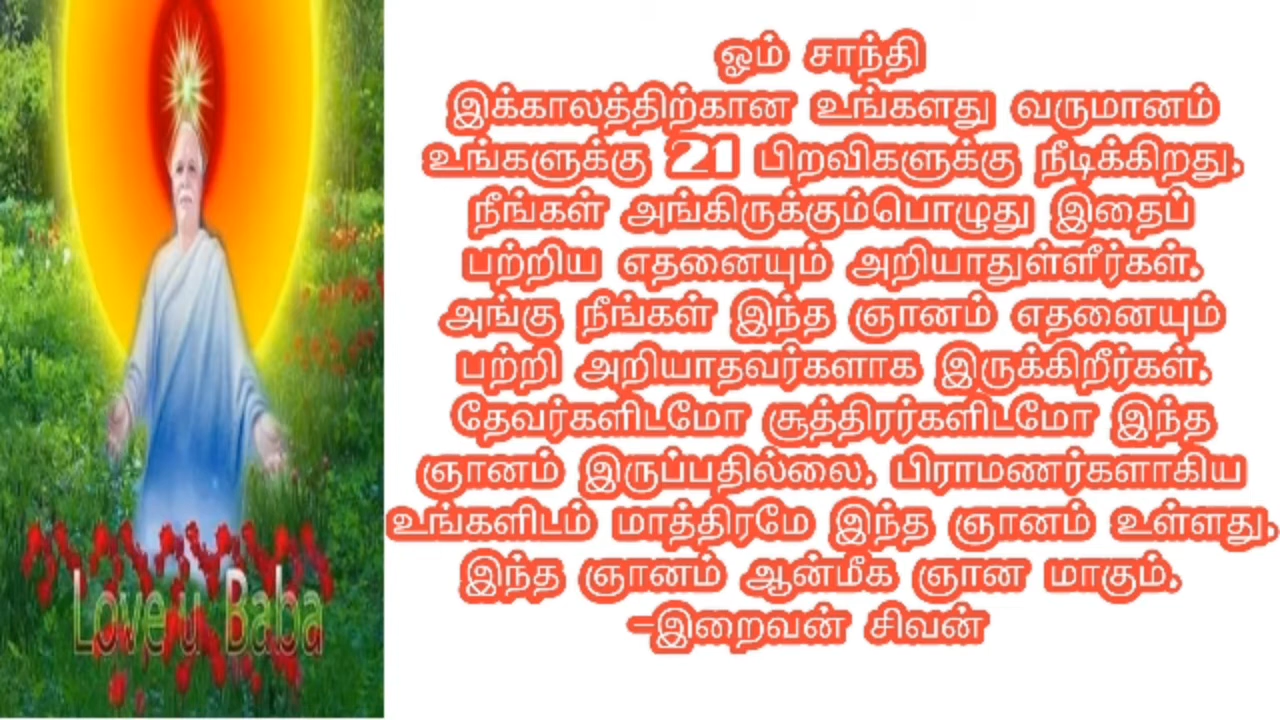 ஓம் சாந்தி
இக்காலத்திற்கான உங்களது வருமானம்
உங்களுக்கு 21 பிறவிகளுக்கு நீடிக்கிறது.
நீங்கள் அங்கிருக்கும்பொழுது இதைப்
பற்றிய எதனையும் அறியாதுள்ளீர்கள்.
அங்கு நீங்கள் இந்த ஞானம் எதனையும்
பற்றி அறியாதவர்களாக இருக்கிறீர்கள்.
தேவர்களிடமோ சூத்திரர்களிடமோ இந்த
ஞானம் இருப்பதில்லை. பிராமணர்களாகிய
உங்களிடம் மாத்திரமே இந்த ஞானம் உள்ளது.
இந்த ஞானம் ஆன்மீக ஞான மாகும்.
-இறைவன் சிவன்
Love u Baba